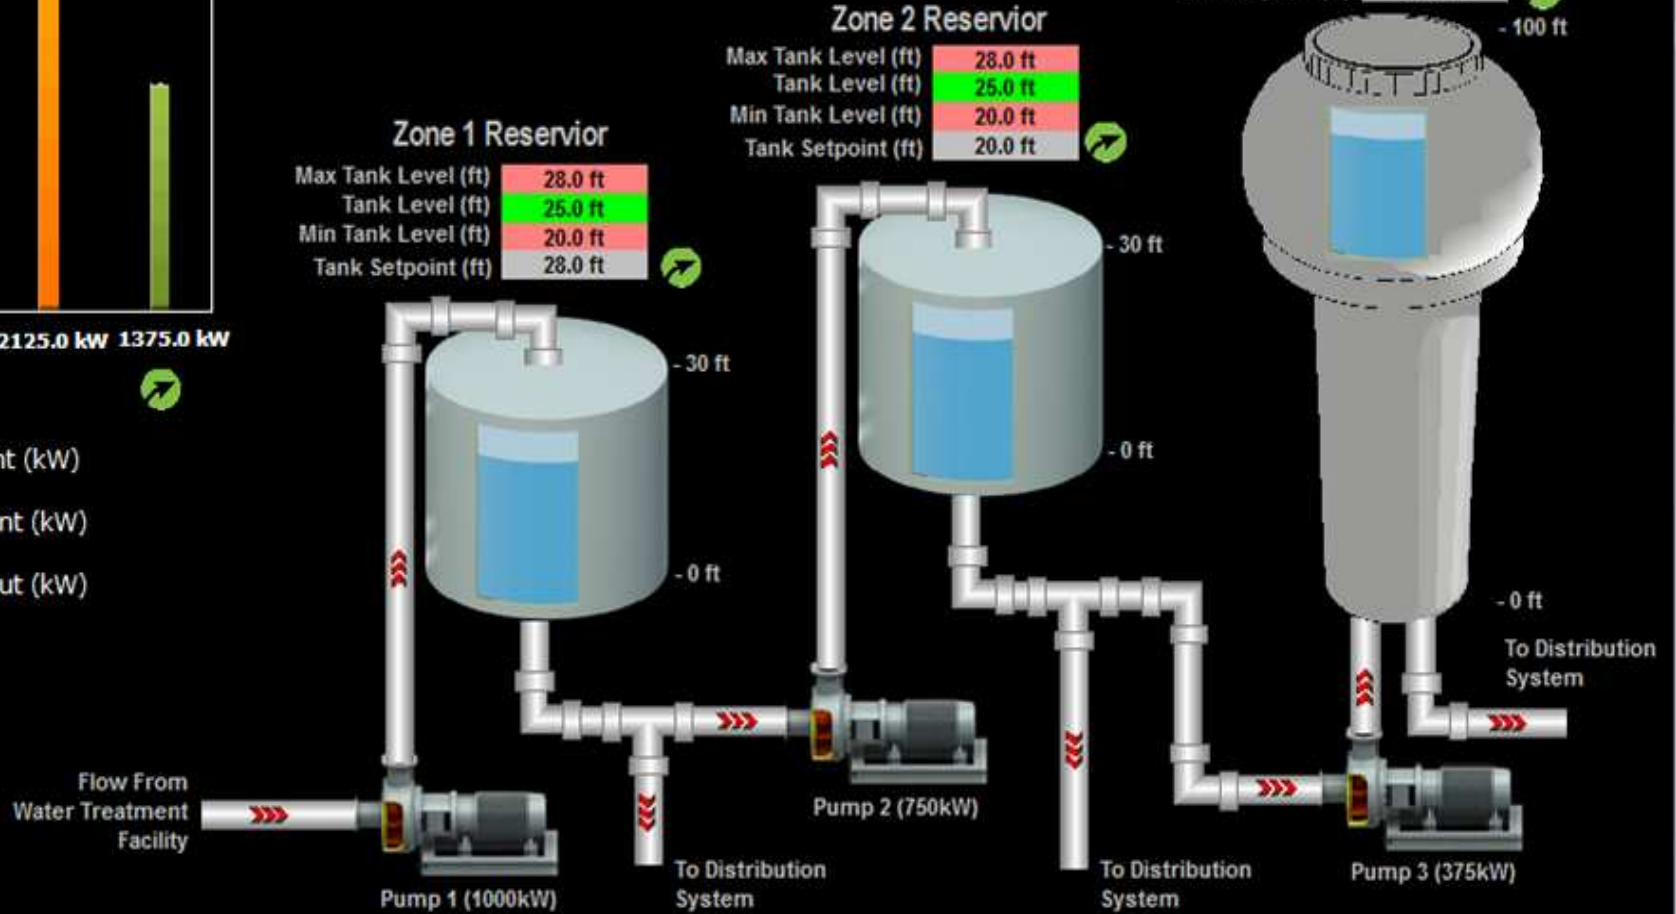 Zone 2 Reservior
Max Tank Level (ft) 28.0 ft
Tank Level (ft) 25.0 ft
Min Tank Level (ft) 20.0 ft
Tank Setpoint (ft) 20.0 ft
- 100 ft
Zone 1 Reservior
Max Tank Level (ft) 28.0 ft
Tank Level (ft) 25.0 ft
Min Tank Level (ft) 20.0 ft
Tank Setpoint (ft) 28.0 ft
- 30 ft
2125.0 kW 1375.0 kW
- 30 ft
- 0 ft
nt (kW)
nt (kW)
ut (kW)
- 0 ft
- 0 ft
To Distribution
System
Flow From
Water Treatment
Facility
Pump 1 (1000kW)
To Distribution
System
Pump 2 (750kW)
To Distribution
System
Pump 3 (375kW)